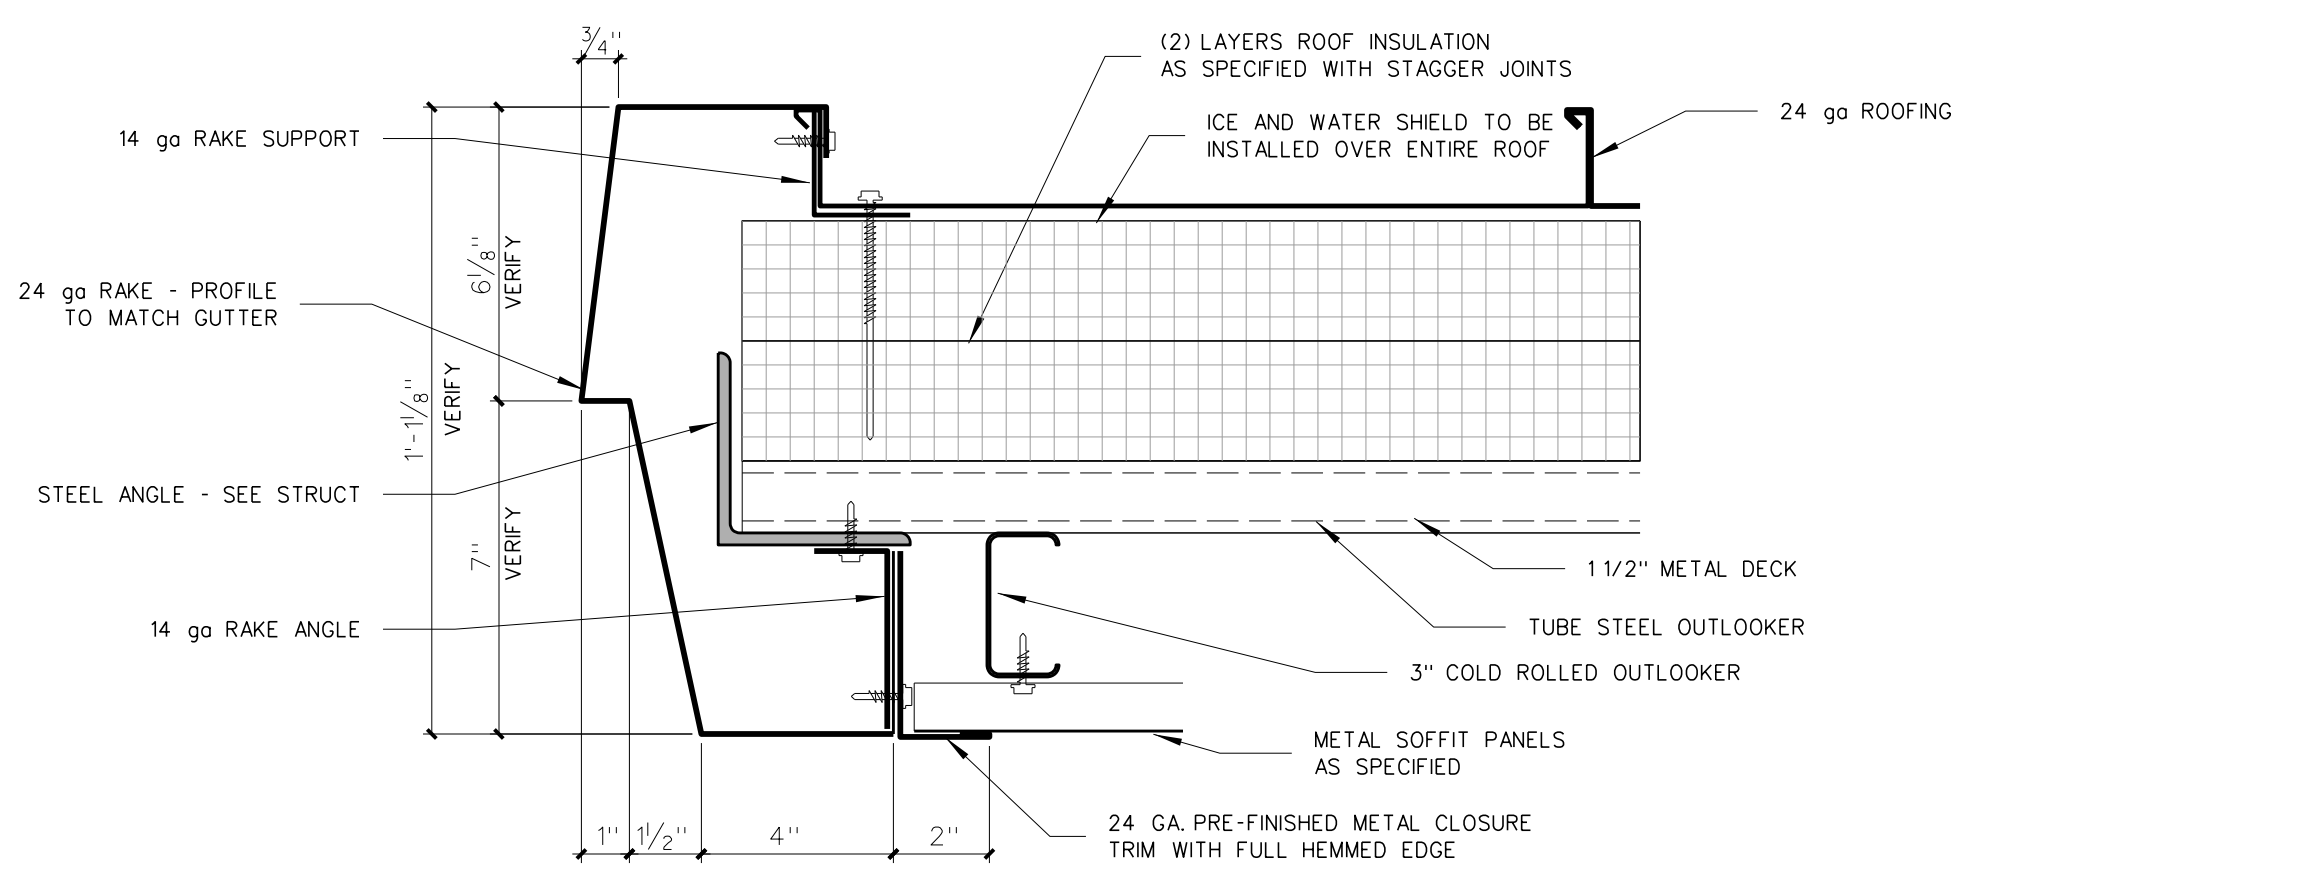 3/4"
(2) LAYERS ROOF INSULATION
AS SPECIFIED WITH STAGGER JOINTS
24 ga ROOFING
ICE AND WATER SHIELD TO BE
INSTALLED OVER ENTIRE ROOF
14 ga RAKE SUPPORT
6 1/8"
VERIFY
24 ga RAKE - PROFILE
TO MATCH GUTTER
1'-1 1/8"
VERIFY
STEEL ANGLE - SEE STRUCT
7"
VERIFY
1 1/2" METAL DECK
14 ga RAKE ANGLE
TUBE STEEL OUTLOOKER
3" COLD ROLLED OUTLOOKER
METAL SOFFIT PANELS
AS SPECIFIED
24 GA. PRE-FINISHED METAL CLOSURE
TRIM WITH FULL HEMMED EDGE
1" 1 1/2" 4" 2"